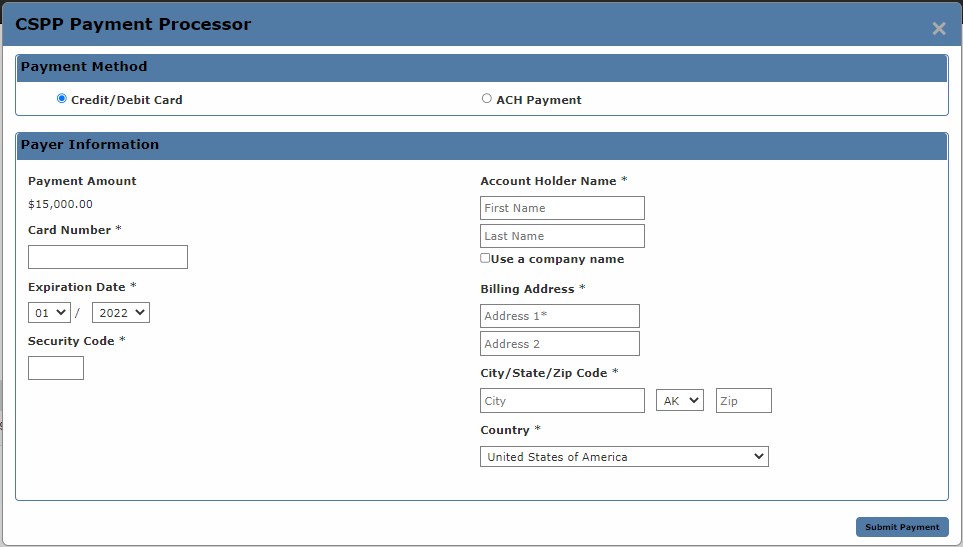 CSPP Payment Processor
×
Payment Method
Credit/Debit Card
ACH Payment
Payer Information
Payment Amount
$15,000.00
Card Number *
Expiration Date *
01 / 2022
Security Code *
Account Holder Name *
First Name
Last Name
Use a company name
Billing Address *
Address 1*
Address 2
City/State/Zip Code *
City AK Zip
Country *
United States of America
Submit Payment